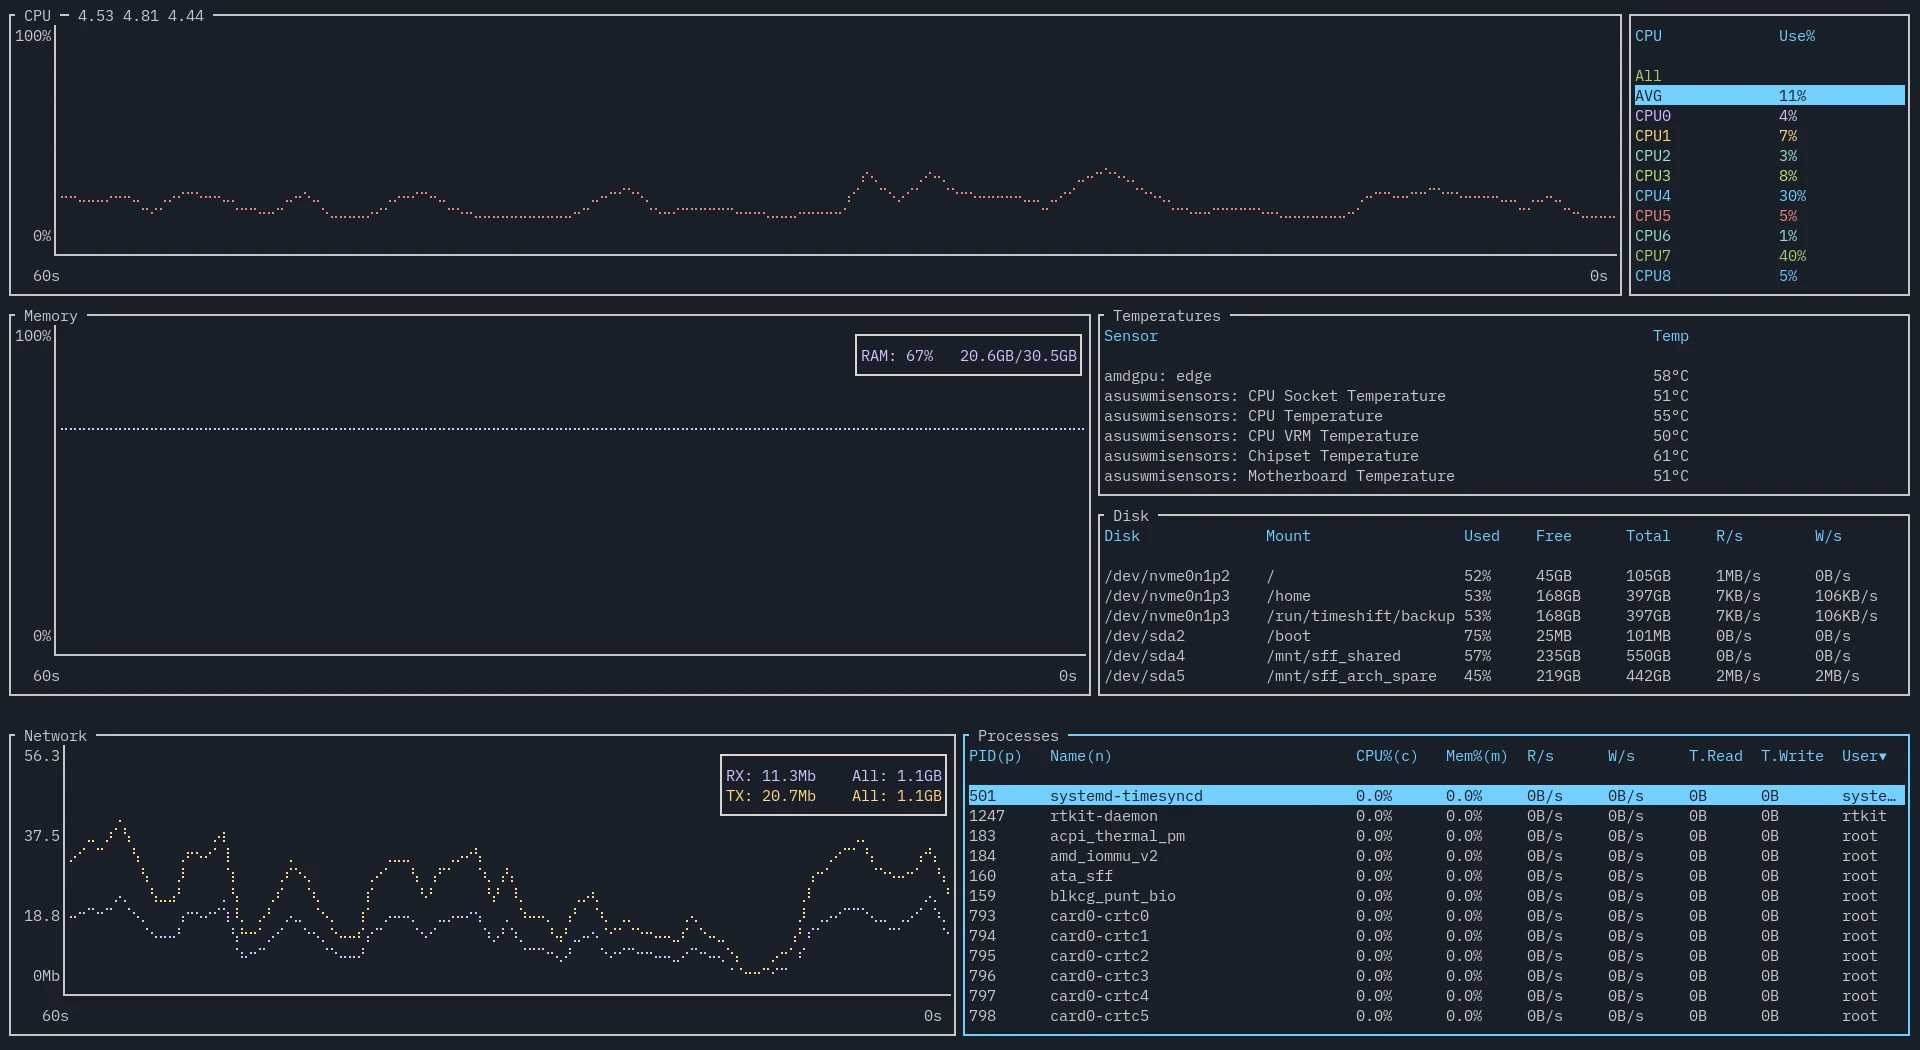 CPU 4.53 4.81 4.44
100%
0%
60s 0s
CPU Use%
All
AVG 11%
CPU0 4%
CPU1 7%
CPU2 3%
CPU3 8%
CPU4 30%
CPU5 5%
CPU6 1%
CPU7 40%
CPU8 5%
Memory
100%
RAM: 67% 20.6GB/30.5GB
0%
60s 0s
Temperatures
Sensor Temp
amdgpu: edge 58°C
asuswmisensors: CPU Socket Temperature 51°C
asuswmisensors: CPU Temperature 55°C
asuswmisensors: CPU VRM Temperature 50°C
asuswmisensors: Chipset Temperature 61°C
asuswmisensors: Motherboard Temperature 51°C
Disk
Disk Mount Used Free Total R/s W/s
/dev/nvme0n1p2 / 52% 45GB 105GB 1MB/s 0B/s
/dev/nvme0n1p3 /home 53% 168GB 397GB 7KB/s 106KB/s
/dev/nvme0n1p3 /run/timeshift/backup 53% 168GB 397GB 7KB/s 106KB/s
/dev/sda2 /boot 75% 25MB 101MB 0B/s 0B/s
/dev/sda4 /mnt/sff_shared 57% 235GB 550GB 0B/s 0B/s
/dev/sda5 /mnt/sff_arch_spare 45% 219GB 442GB 2MB/s 2MB/s
Network
56.3
RX: 11.3Mb All: 1.1GB
TX: 20.7Mb All: 1.1GB
37.5
18.8
0Mb
60s 0s
Processes
PID(p) Name(n) CPU%(c) Mem%(m) R/s W/s T.Read T.Write User▼
501 systemd-timesyncd 0.0% 0.0% 0B/s 0B/s 0B 0B syste…
1247 rtkit-daemon 0.0% 0.0% 0B/s 0B/s 0B 0B rtkit
183 acpi_thermal_pm 0.0% 0.0% 0B/s 0B/s 0B 0B root
184 amd_iommu_v2 0.0% 0.0% 0B/s 0B/s 0B 0B root
160 ata_sff 0.0% 0.0% 0B/s 0B/s 0B 0B root
159 blkcg_punt_bio 0.0% 0.0% 0B/s 0B/s 0B 0B root
793 card0-crtc0 0.0% 0.0% 0B/s 0B/s 0B 0B root
794 card0-crtc1 0.0% 0.0% 0B/s 0B/s 0B 0B root
795 card0-crtc2 0.0% 0.0% 0B/s 0B/s 0B 0B root
796 card0-crtc3 0.0% 0.0% 0B/s 0B/s 0B 0B root
797 card0-crtc4 0.0% 0.0% 0B/s 0B/s 0B 0B root
798 card0-crtc5 0.0% 0.0% 0B/s 0B/s 0B 0B root